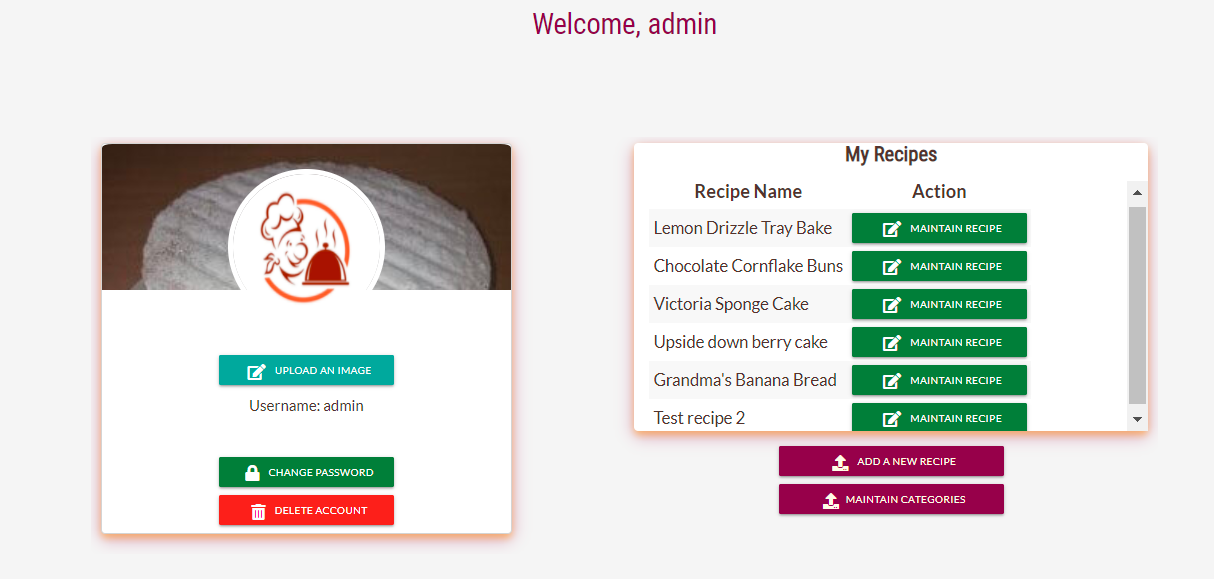 Welcome, admin
UPLOAD AN IMAGE
Username: admin
CHANGE PASSWORD
DELETE ACCOUNT
My Recipes
Recipe Name Action
Lemon Drizzle Tray Bake MAINTAIN RECIPE
Chocolate Cornflake Buns MAINTAIN RECIPE
Victoria Sponge Cake MAINTAIN RECIPE
Upside down berry cake MAINTAIN RECIPE
Grandma's Banana Bread MAINTAIN RECIPE
Test recipe 2 MAINTAIN RECIPE
ADD A NEW RECIPE
MAINTAIN CATEGORIES